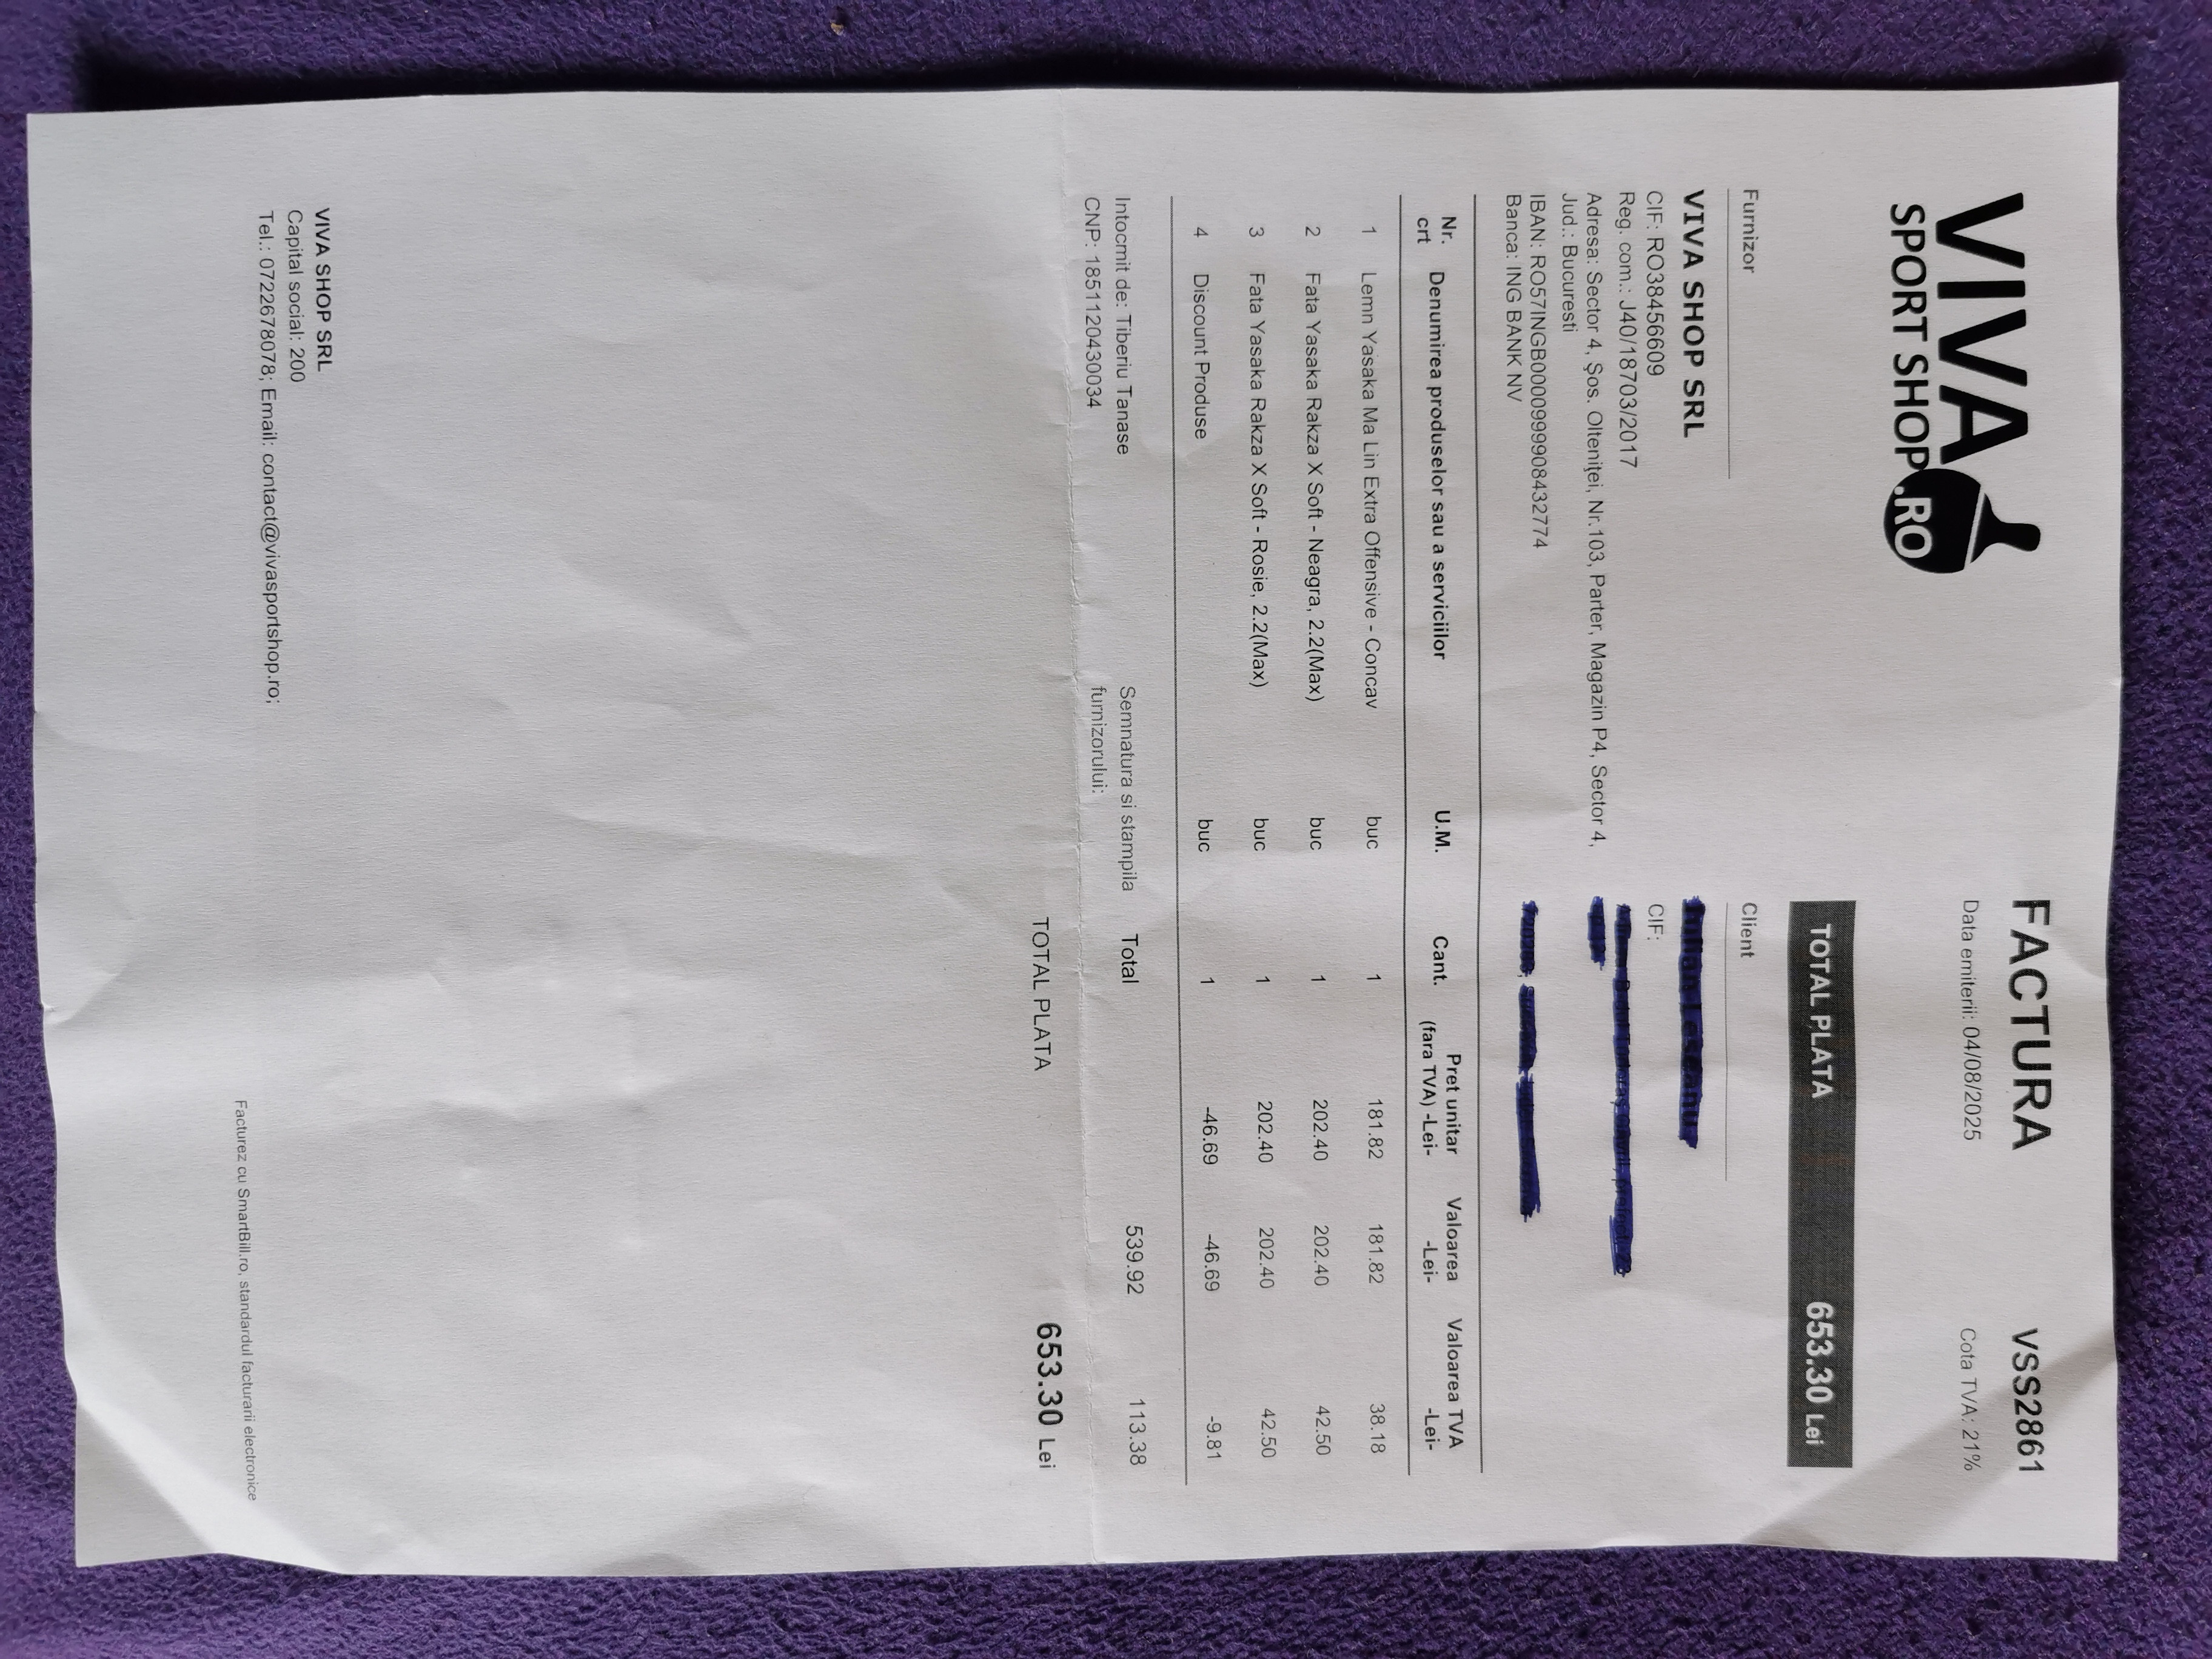 VIVA
SPORT SHOP.RO
FACTURA VSS2861
Data emiterii: 04/08/2025 Cota TVA: 21%
TOTAL PLATA 653.30 Lei
Furnizor
VIVA SHOP SRL
CIF: RO38456609
Reg. com.: J40/18703/2017
Adresa: Sector 4, Şos. Olteniţei, Nr.103, Parter, Magazin P4, Sector 4,
Jud.: Bucuresti
IBAN: RO57INGB0000999908432774
Banca: ING BANK NV
Client
CIF:
Nr. crt Denumirea produselor sau a serviciilor U.M. Cant. Pret unitar (fara TVA) -Lei- Valoarea -Lei- Valoarea TVA -Lei-
1 Lemn Yasaka Ma Lin Extra Offensive - Concav buc 1 181.82 181.82 38.18
2 Fata Yasaka Rakza X Soft - Neagra, 2.2(Max) buc 1 202.40 202.40 42.50
3 Fata Yasaka Rakza X Soft - Rosie, 2.2(Max) buc 1 202.40 202.40 42.50
4 Discount Produse buc 1 -46.69 -46.69 -9.81
Intocmit de: Tiberiu Tanase
CNP: 1851120430034
Semnatura si stampila
furnizorului:
Total 539.92 113.38
TOTAL PLATA 653.30 Lei
VIVA SHOP SRL
Capital social: 200
Tel.: 0722678078; Email: contact@vivasportshop.ro;
Facturez cu SmartBill.ro, standardul facturarii electronice